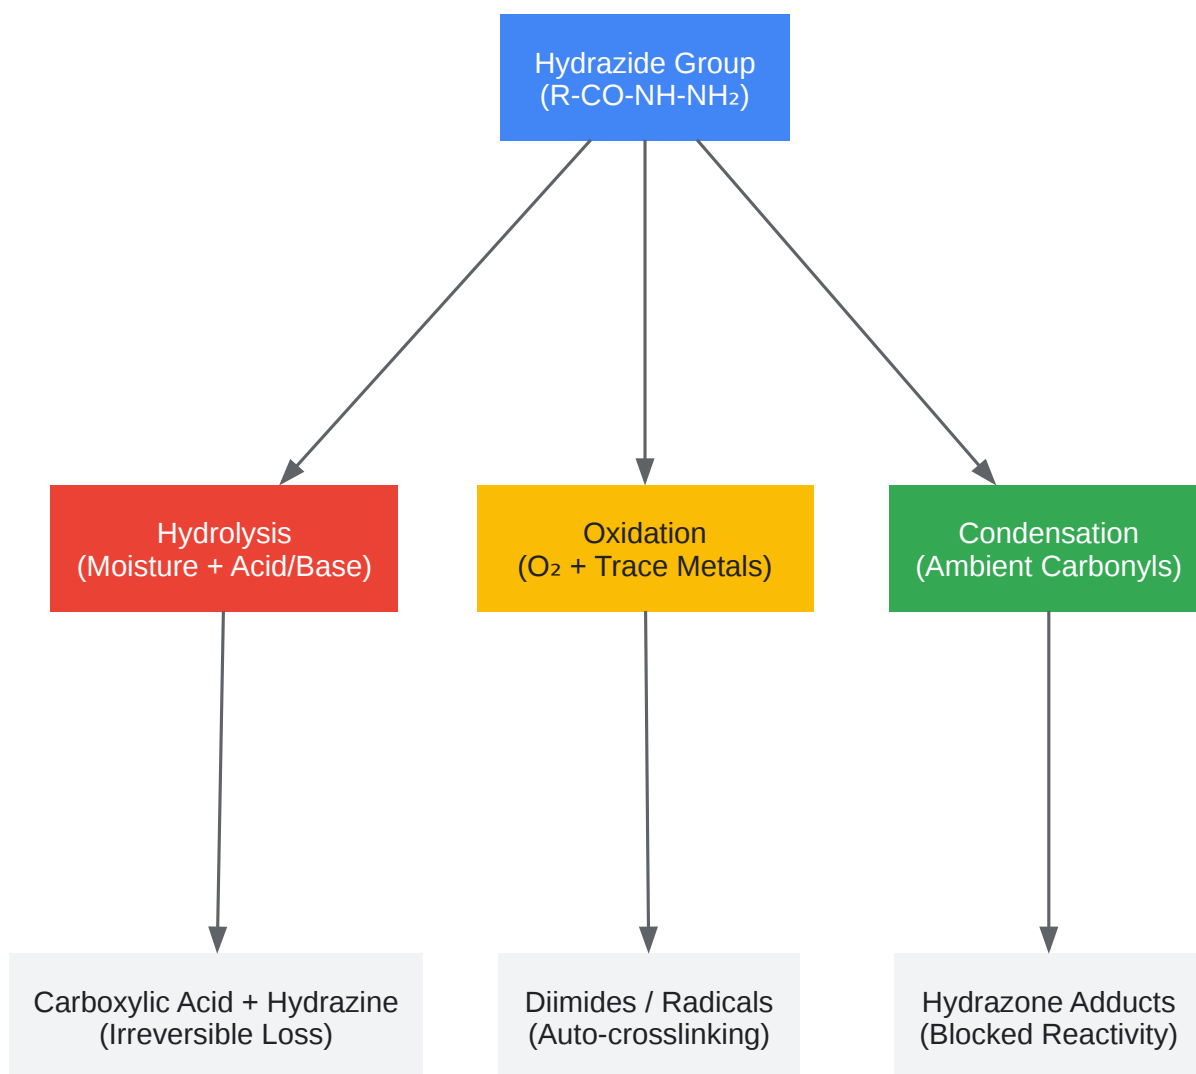 Hydrazide Group
(R-CO-NH-NH₂)
Hydrolysis
(Moisture + Acid/Base)
Oxidation
(O₂ + Trace Metals)
Condensation
(Ambient Carbonyls)
Carboxylic Acid + Hydrazine
(Irreversible Loss)
Diimides / Radicals
(Auto-crosslinking)
Hydrazone Adducts
(Blocked Reactivity)